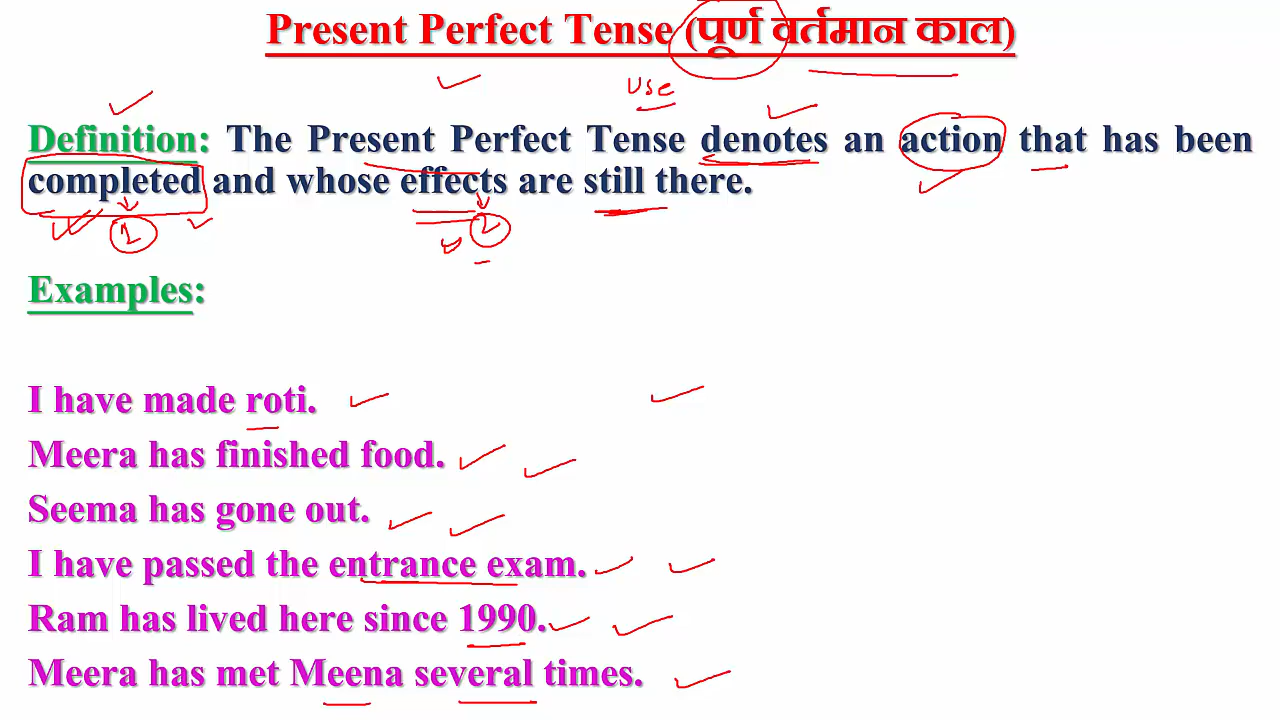 Present Perfect Tense (पूर्ण वर्तमान काल)
Use
Definition: The Present Perfect Tense denotes an action that has been
completed and whose effects are still there.
1 2
Examples:
I have made roti.
Meera has finished food.
Seema has gone out.
I have passed the entrance exam.
Ram has lived here since 1990.
Meera has met Meena several times.